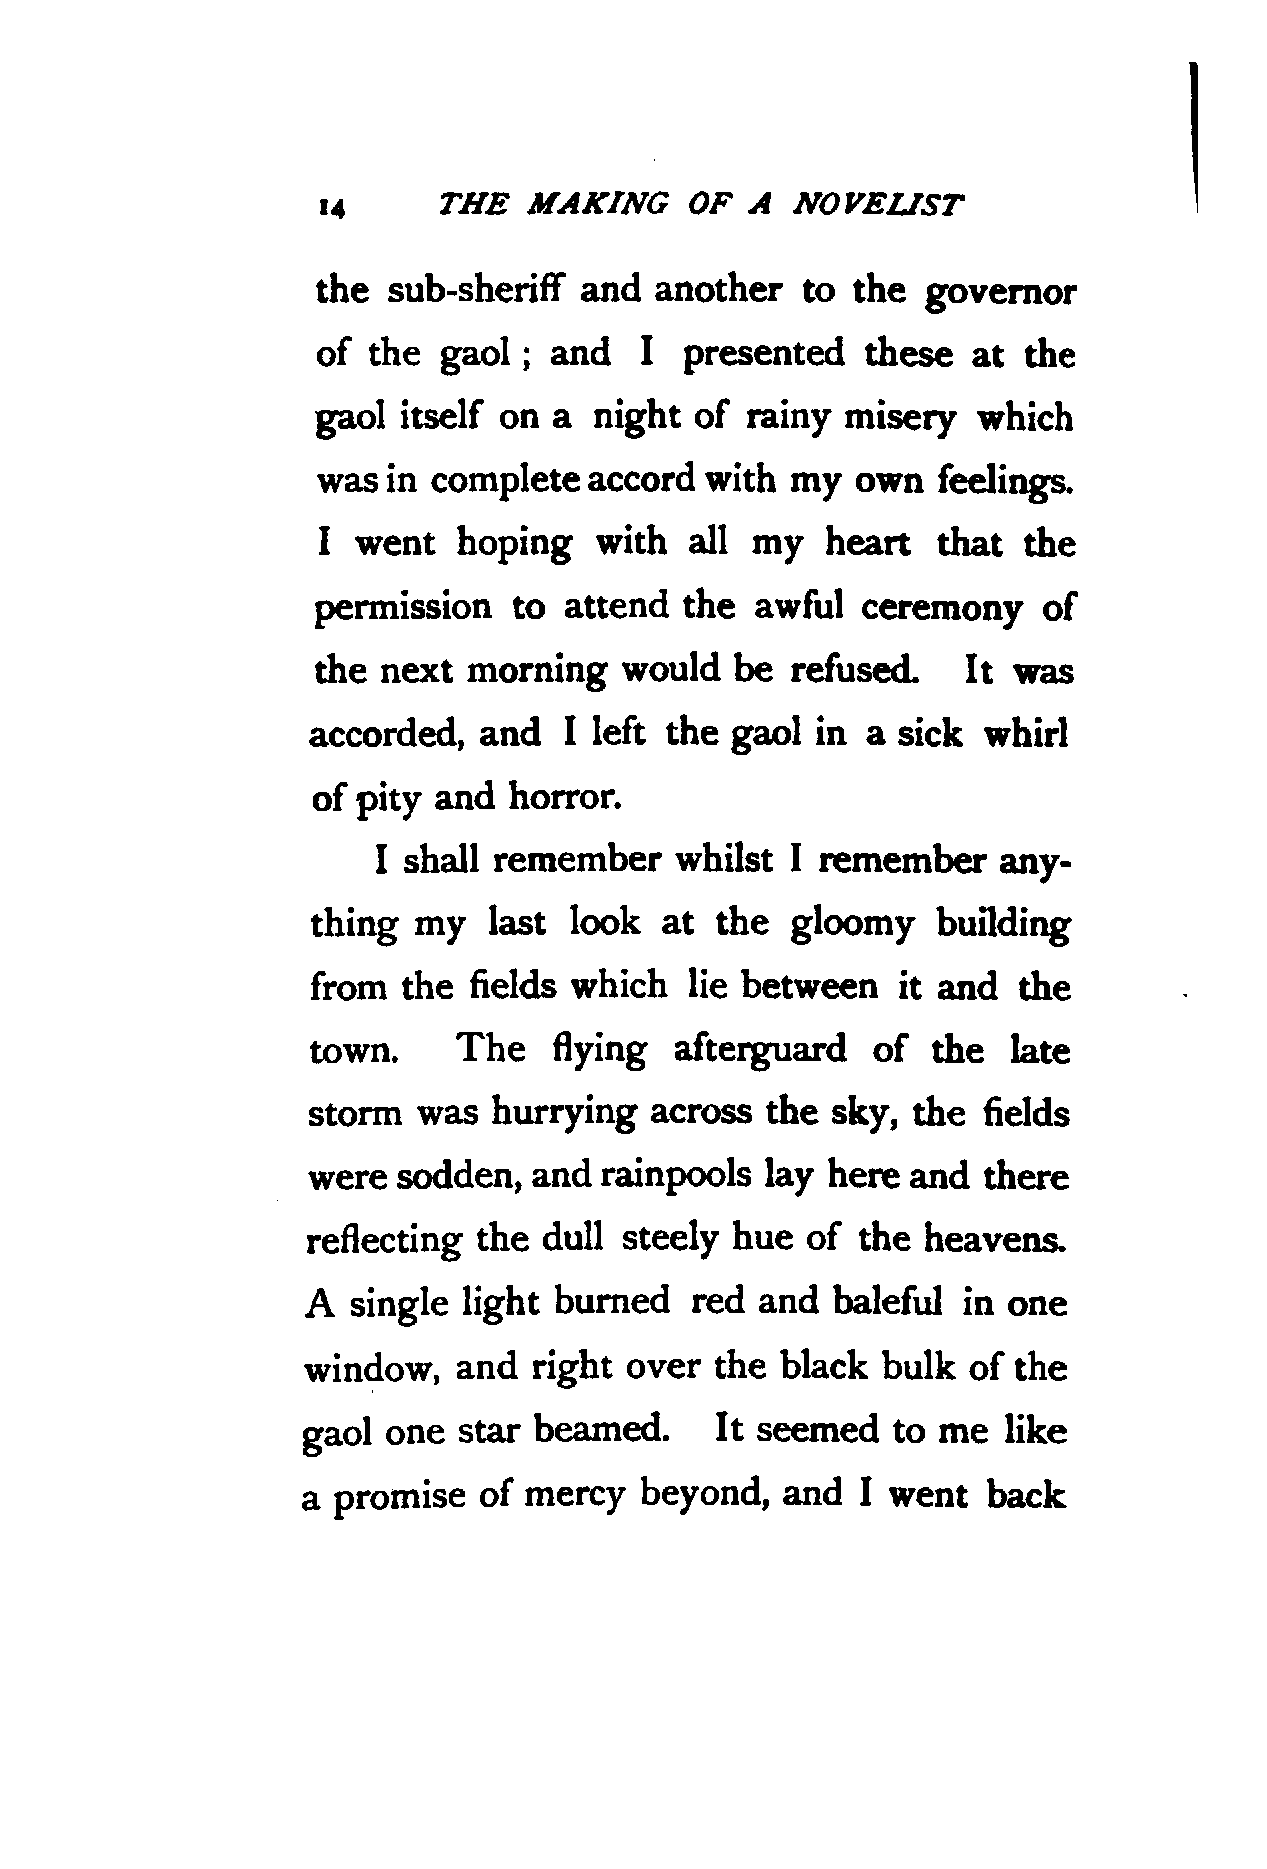 14 THE MAKING OF A NOVELIST
the sub-sheriff and another to the governor
of the gaol ; and I presented these at the
gaol itself on a night of rainy misery which
was in complete accord with my own feelings.
I went hoping with all my heart that the
permission to attend the awful ceremony of
the next morning would be refused. It was
accorded, and I left the gaol in a sick whirl
of pity and horror.
I shall remember whilst I remember any-
thing my last look at the gloomy building
from the fields which lie between it and the
town. The flying afterguard of the late
storm was hurrying across the sky, the fields
were sodden, and rainpools lay here and there
reflecting the dull steely hue of the heavens.
A single light burned red and baleful in one
window, and right over the black bulk of the
gaol one star beamed. It seemed to me like
a promise of mercy beyond, and I went back